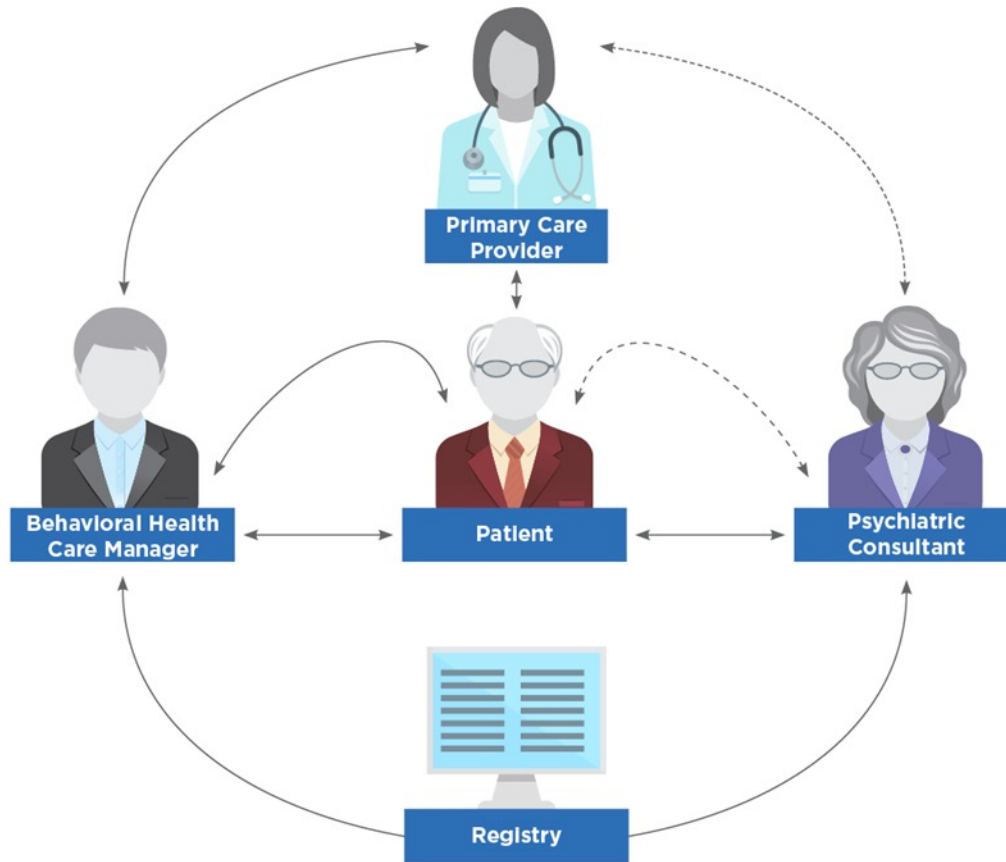 Primary Care
Provider
Behavioral Health
Care Manager
Patient
Psychiatric
Consultant
Registry